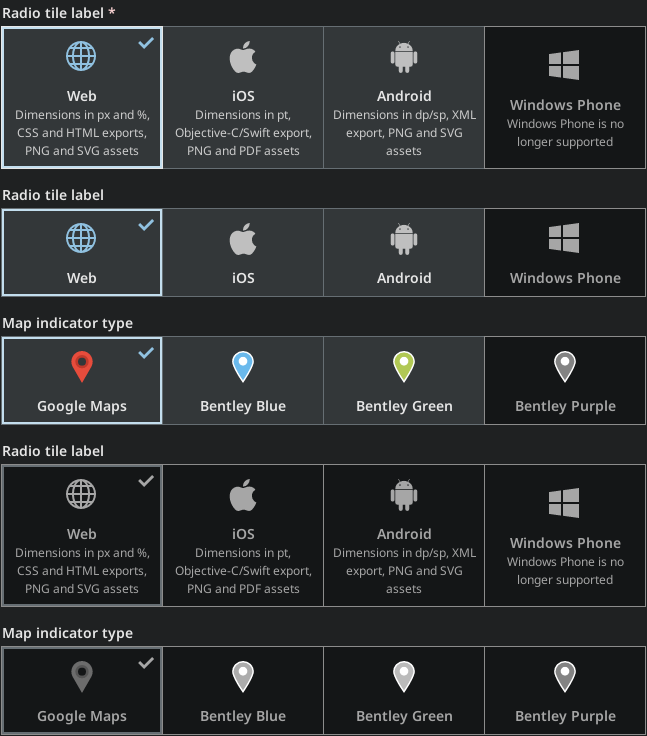 Radio tile label *
Web
Dimensions in px and %,
CSS and HTML exports,
PNG and SVG assets
iOS
Dimensions in pt,
Objective-C/Swift export,
PNG and PDF assets
Android
Dimensions in dp/sp, XML
export, PNG and SVG
assets
Windows Phone
Windows Phone is no
longer supported
Radio tile label
Web
iOS
Android
Windows Phone
Map indicator type
Google Maps
Bentley Blue
Bentley Green
Bentley Purple
Radio tile label
Web
Dimensions in px and %,
CSS and HTML exports,
PNG and SVG assets
iOS
Dimensions in pt,
Objective-C/Swift export,
PNG and PDF assets
Android
Dimensions in dp/sp, XML
export, PNG and SVG
assets
Windows Phone
Windows Phone is no
longer supported
Map indicator type
Google Maps
Bentley Blue
Bentley Green
Bentley Purple